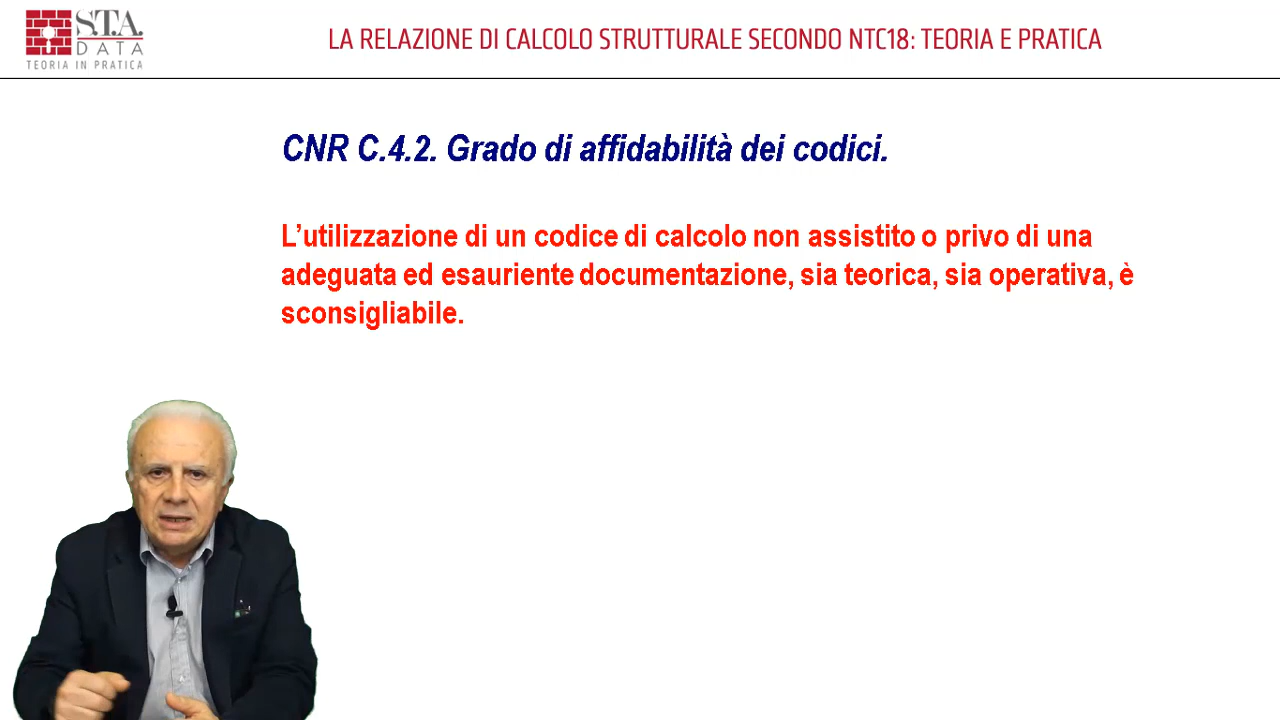 S.T.A.
DATA
TEORIA IN PRATICA
LA RELAZIONE DI CALCOLO STRUTTURALE SECONDO NTC18: TEORIA E PRATICA
CNR C.4.2. Grado di affidabilità dei codici.
L’utilizzazione di un codice di calcolo non assistito o privo di una
adeguata ed esauriente documentazione, sia teorica, sia operativa, è
sconsigliabile.